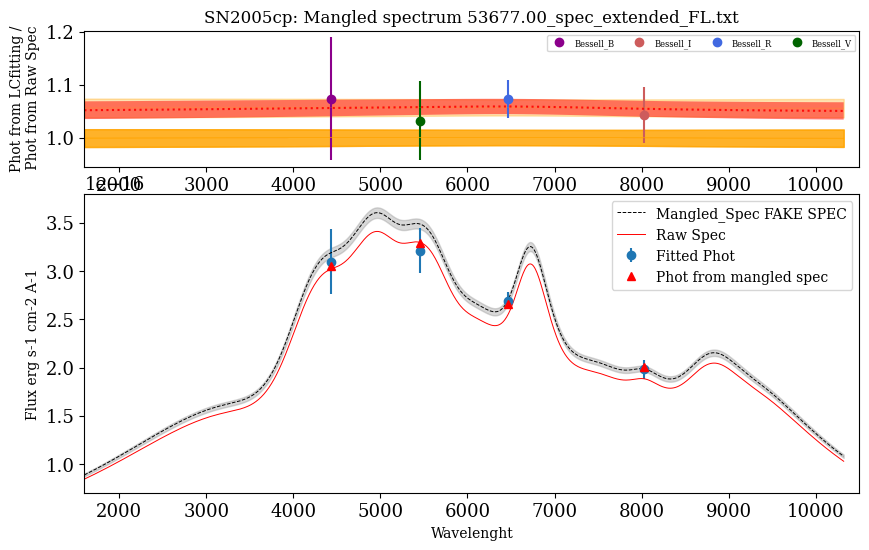 SN2005cp: Mangled spectrum 53677.00_spec_extended_FL.txt
Phot from LCfitting /
Phot from Raw Spec
1.2
1.1
1.0
Bessell_B
Bessell_I
Bessell_R
Bessell_V
2000 3000 4000 5000 6000 7000 8000 9000 10000
1e−16
Flux erg s-1 cm-2 A-1
3.5
3.0
2.5
2.0
1.5
1.0
Mangled_Spec FAKE SPEC
Raw Spec
Fitted Phot
Phot from mangled spec
2000 3000 4000 5000 6000 7000 8000 9000 10000
Wavelenght